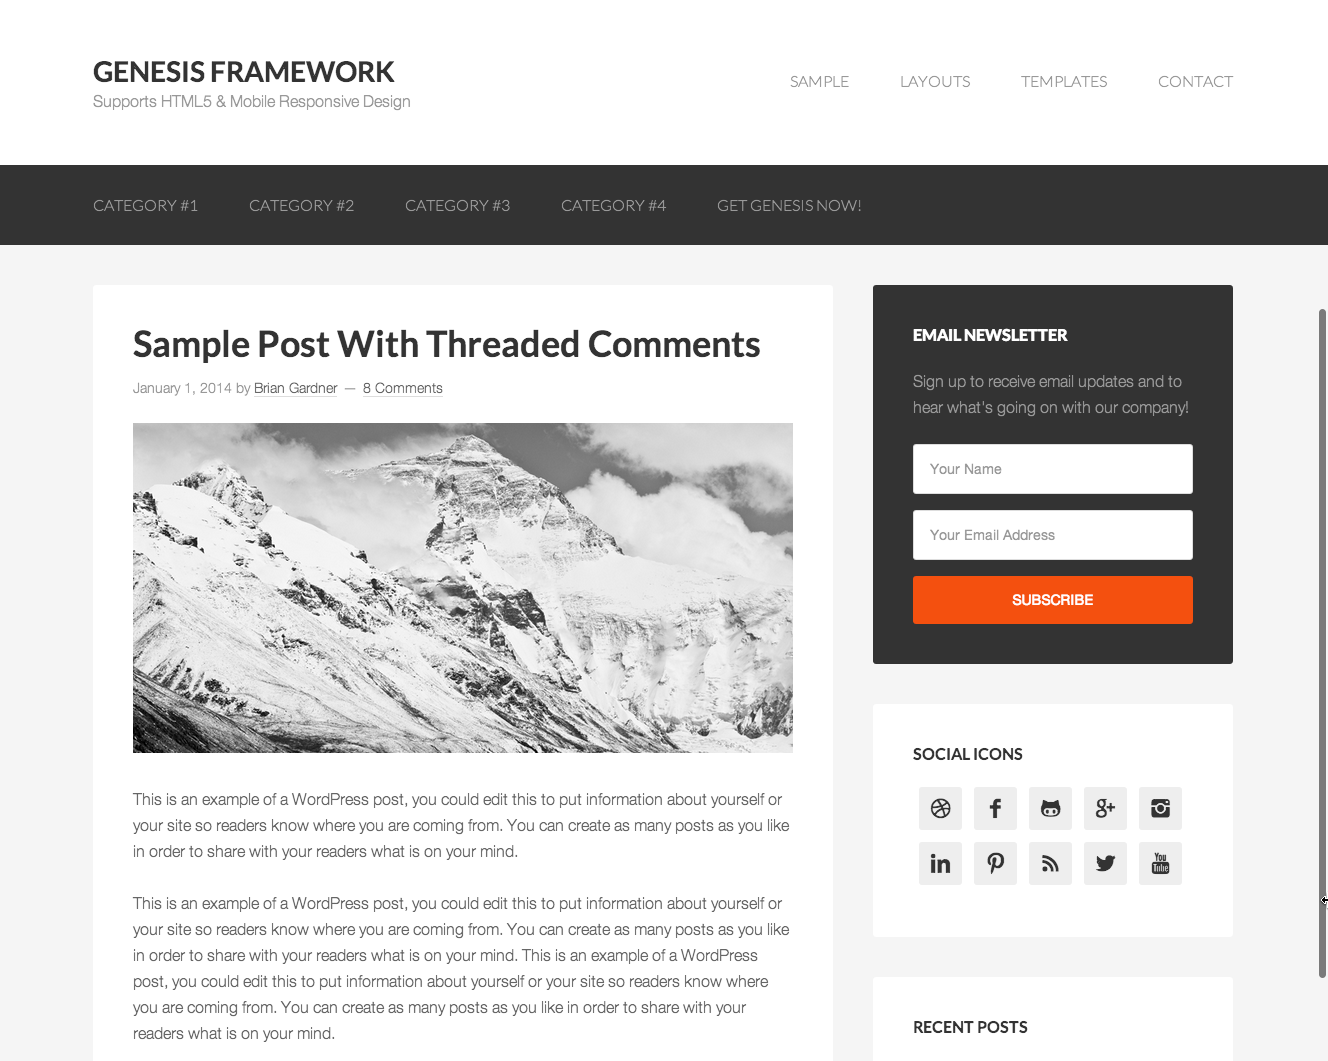 GENESIS FRAMEWORK
Supports HTML5 & Mobile Responsive Design
SAMPLE LAYOUTS TEMPLATES CONTACT
CATEGORY #1 CATEGORY #2 CATEGORY #3 CATEGORY #4 GET GENESIS NOW!
Sample Post With Threaded Comments
January 1, 2014 by Brian Gardner — 8 Comments
This is an example of a WordPress post, you could edit this to put information about yourself or
your site so readers know where you are coming from. You can create as many posts as you like
in order to share with your readers what is on your mind.
This is an example of a WordPress post, you could edit this to put information about yourself or
your site so readers know where you are coming from. You can create as many posts as you like
in order to share with your readers what is on your mind. This is an example of a WordPress
post, you could edit this to put information about yourself or your site so readers know where
you are coming from. You can create as many posts as you like in order to share with your
readers what is on your mind.
EMAIL NEWSLETTER
Sign up to receive email updates and to
hear what's going on with our company!
Your Name
Your Email Address
SUBSCRIBE
SOCIAL ICONS
You
Tube
RECENT POSTS